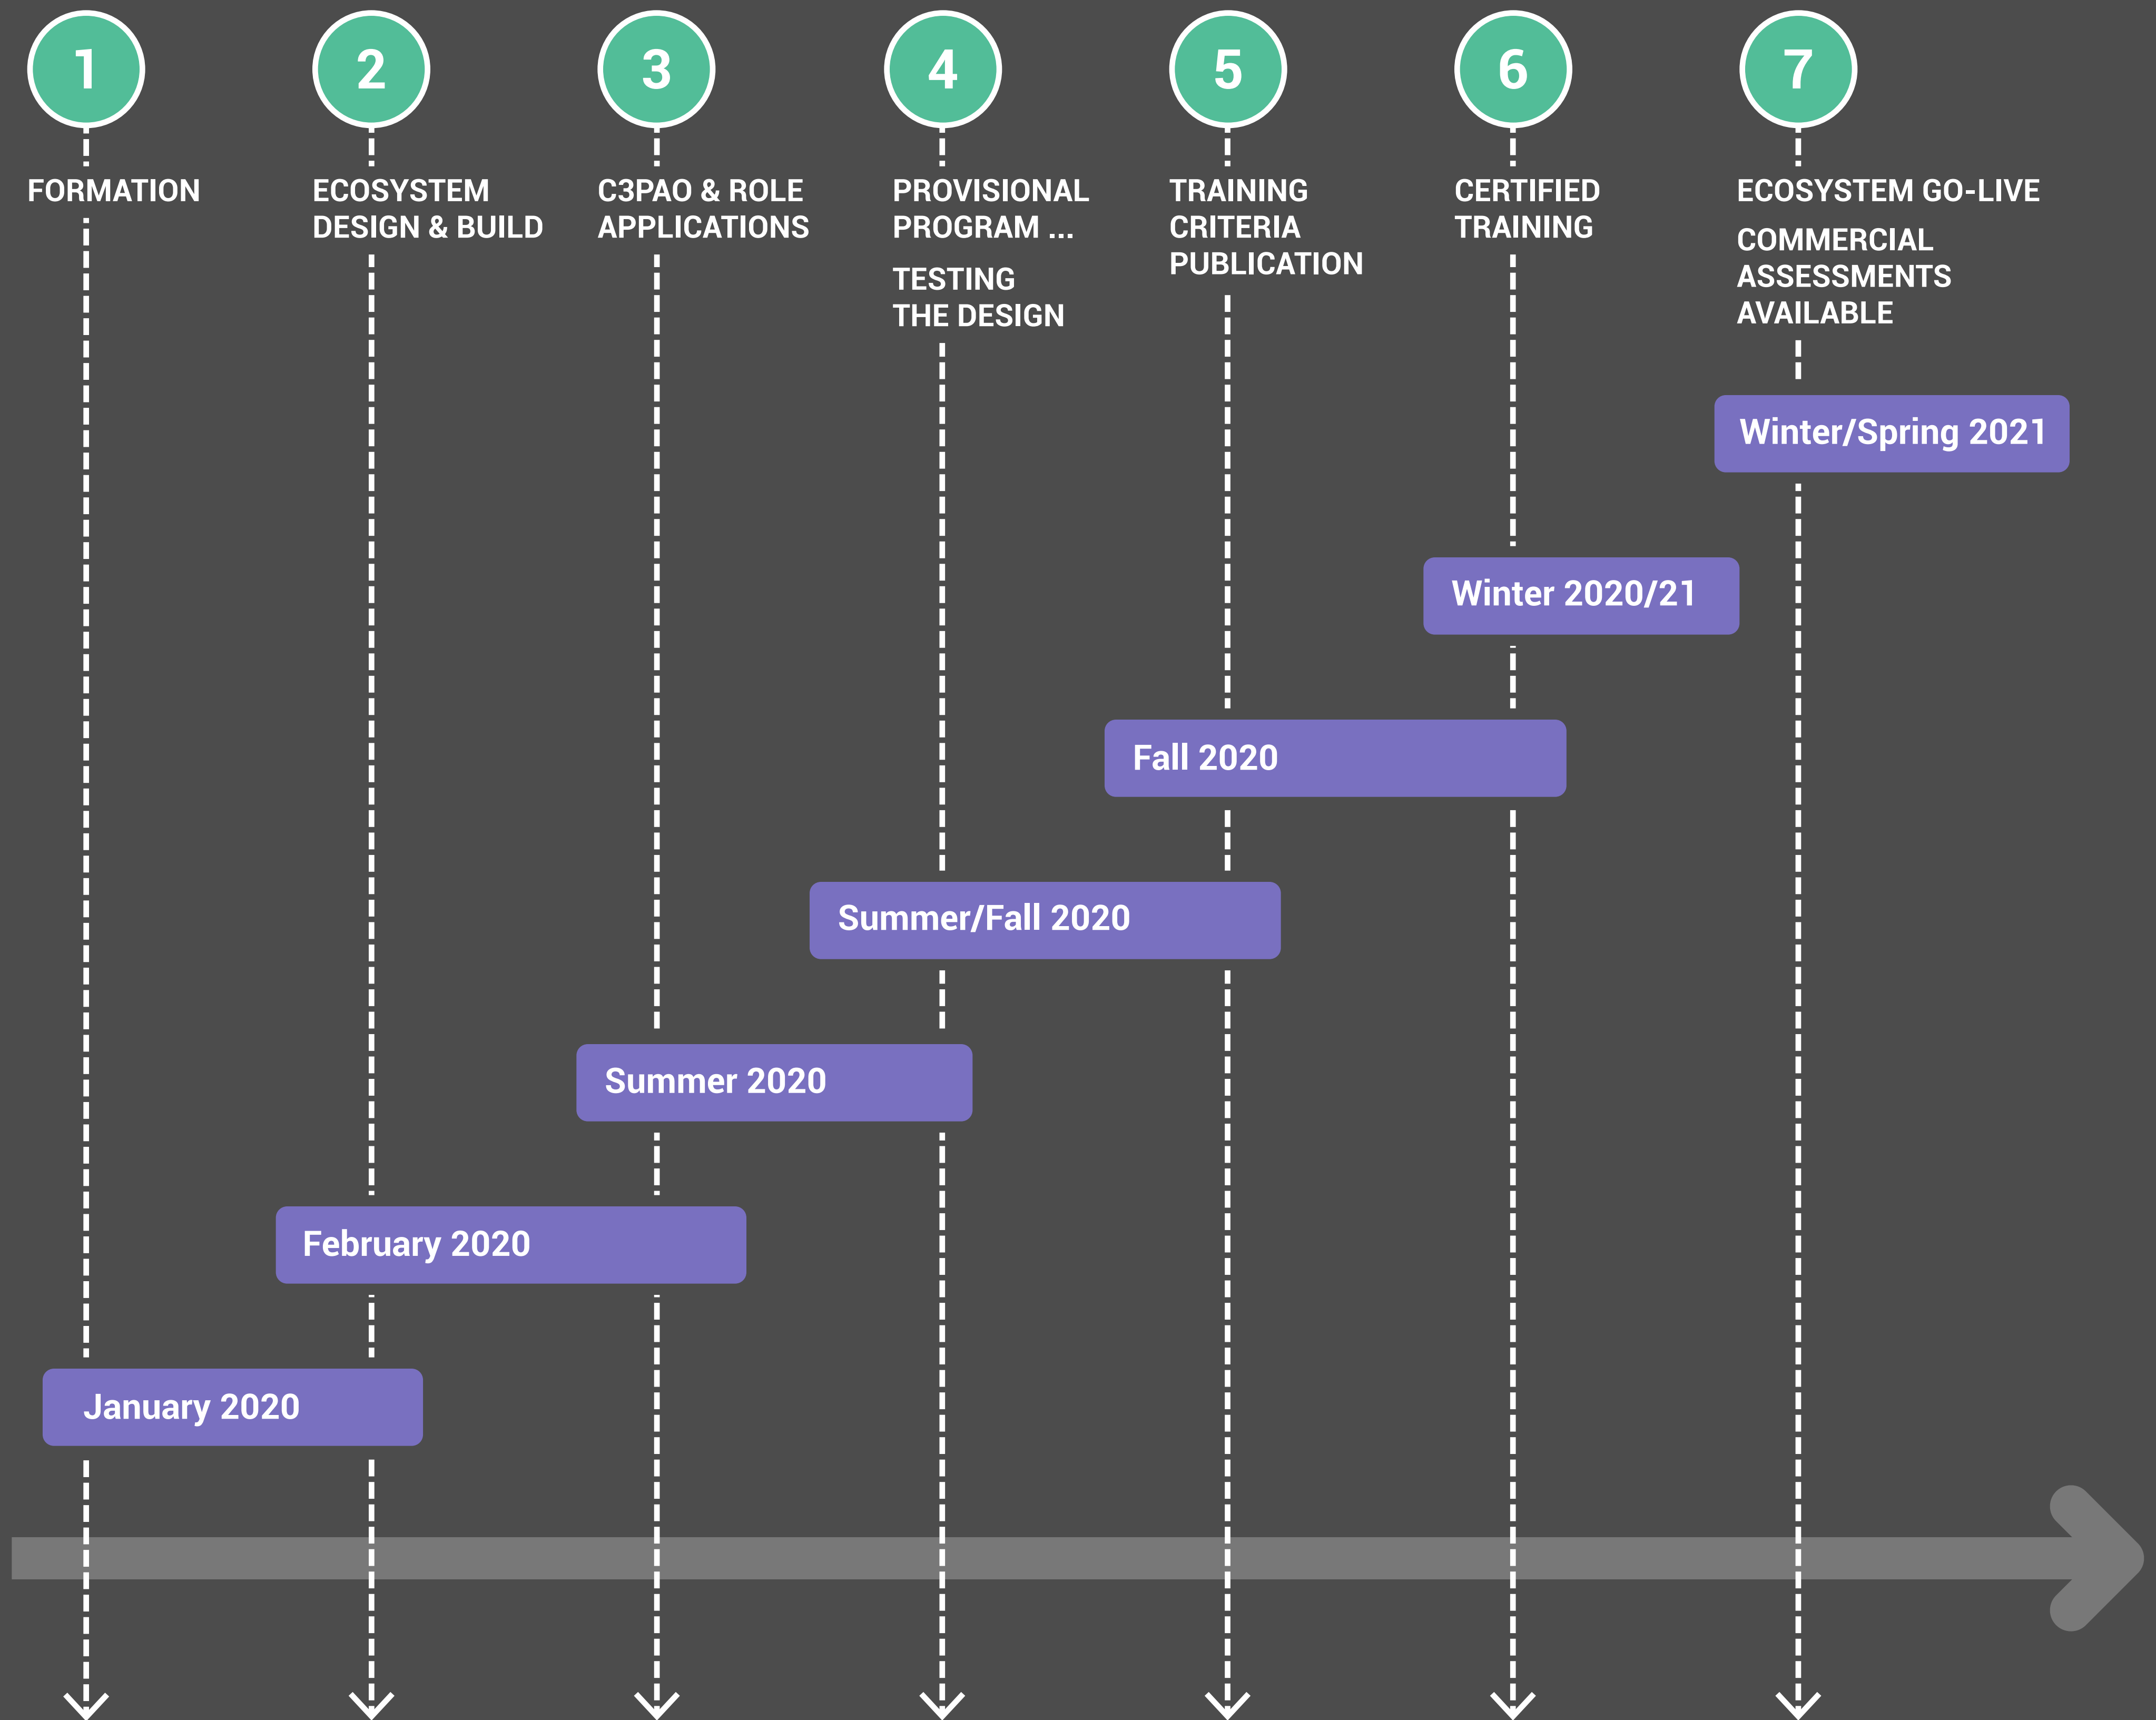 1
2
3
4
5
6
7
FORMATION
ECOSYSTEM
DESIGN & BUILD
C3PAO & ROLE
APPLICATIONS
PROVISIONAL
PROGRAM ...
TESTING
THE DESIGN
TRAINING
CRITERIA
PUBLICATION
CERTIFIED
TRAINING
ECOSYSTEM GO-LIVE
COMMERCIAL
ASSESSMENTS
AVAILABLE
Winter/Spring 2021
Winter 2020/21
Fall 2020
Summer/Fall 2020
Summer 2020
February 2020
January 2020